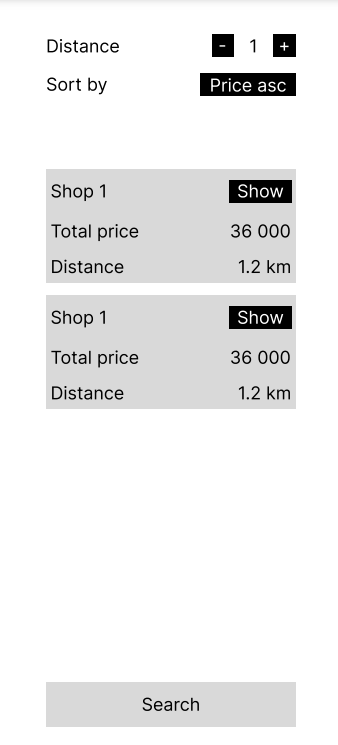 Distance - 1 +
Sort by Price asc
Shop 1 Show
Total price 36 000
Distance 1.2 km
Shop 1 Show
Total price 36 000
Distance 1.2 km
Search